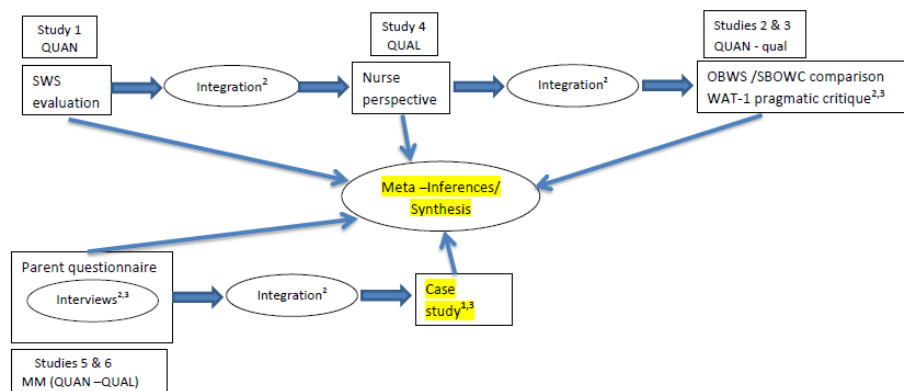 Study 1
QUAN
Study 4
QUAL
Studies 2 & 3
QUAN - qual
SWS
evaluation
Integration²
Nurse
perspective
Integration²
OBWS /SBOWC comparison
WAT-1 pragmatic critique²,³
Meta –Inferences/
Synthesis
Parent questionnaire
Interviews²,³
Integration²
Case
study¹,³
Studies 5 & 6
MM (QUAN –QUAL)